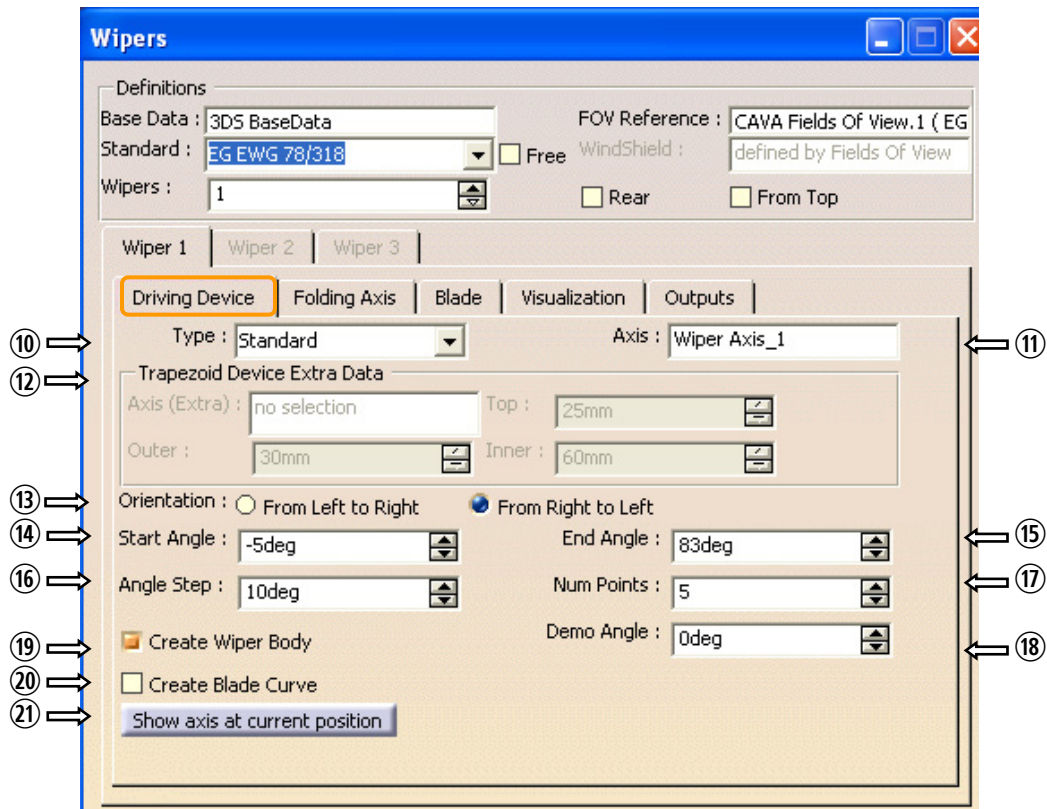 Wipers
Definitions
Base Data : 3DS BaseData FOV Reference : CAVA Fields Of View.1 ( EG
Standard : EG EWG 78/318 Free WindShield : defined by Fields Of View
Wipers : 1 Rear From Top
Wiper 1 Wiper 2 Wiper 3
Driving Device Folding Axis Blade Visualization Outputs
⑩ Type : Standard Axis : Wiper Axis_1 ⑪
⑫ Trapezoid Device Extra Data
Axis (Extra) : no selection Top : 25mm
Outer : 30mm Inner : 60mm
⑬ Orientation : From Left to Right From Right to Left
⑭ Start Angle : -5deg End Angle : 83deg ⑮
⑯ Angle Step : 10deg Num Points : 5 ⑰
⑲ Create Wiper Body Demo Angle : 0deg ⑱
⑳ Create Blade Curve
㉑ Show axis at current position